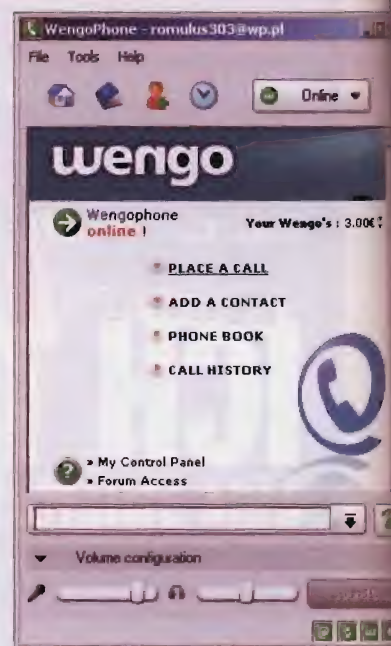 WengoPhone - romulus303@wp.pl
File Tools Help
Online
wengo
Wengophone
online !
Your Wengo's : 3.00€
PLACE A CALL
ADD A CONTACT
PHONE BOOK
CALL HISTORY
» My Control Panel
» Forum Access
Volume configuration